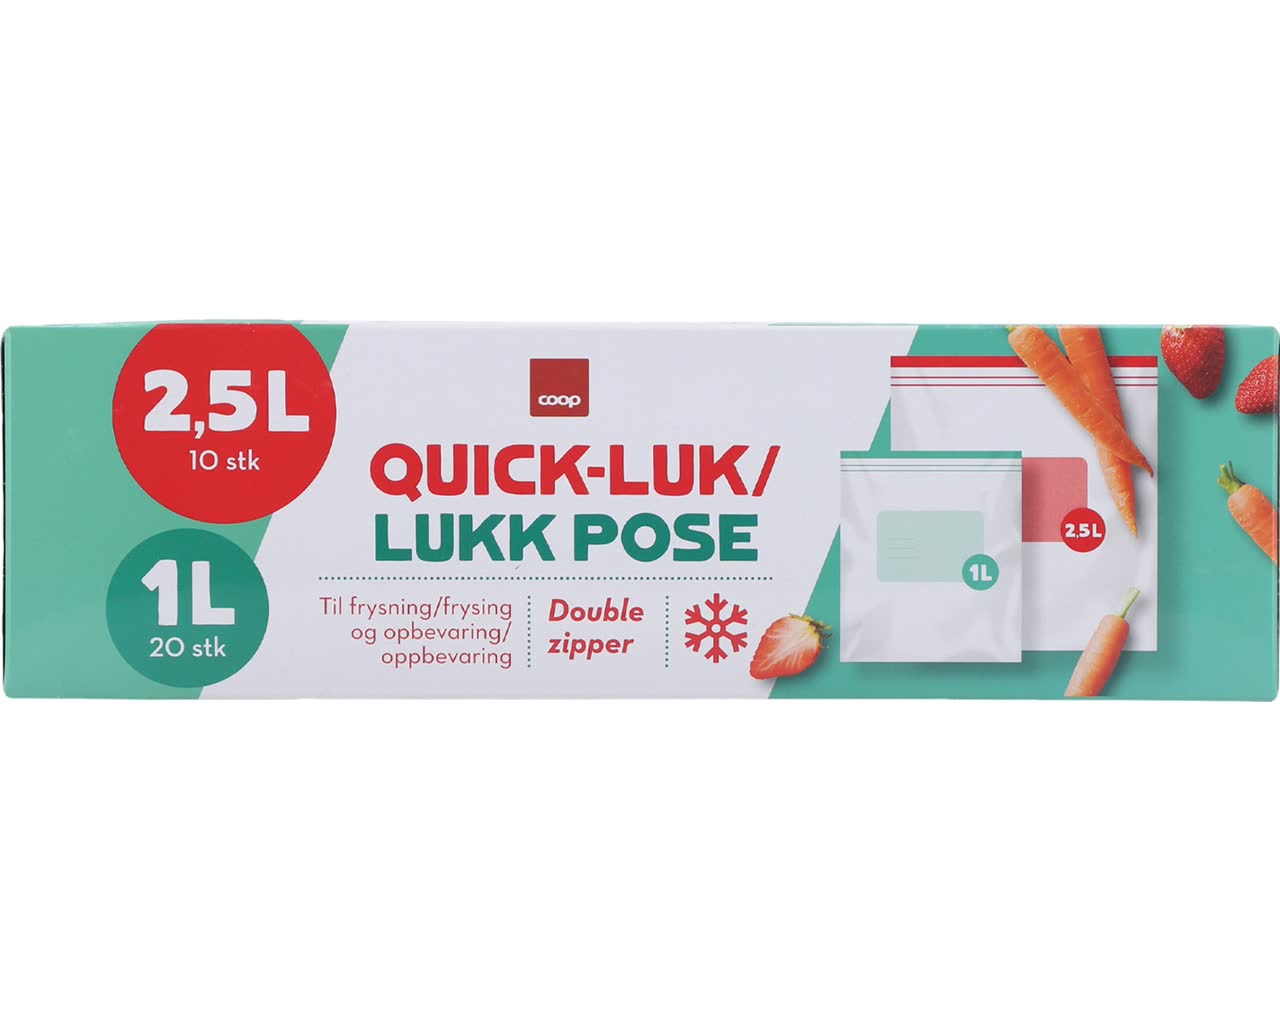 2,5L
10 stk
1L
20 stk
coop
QUICK-LUK/
LUKK POSE
Til frysning/frysing
og opbevaring/
oppbevaring
Double
zipper
2,5L
1L